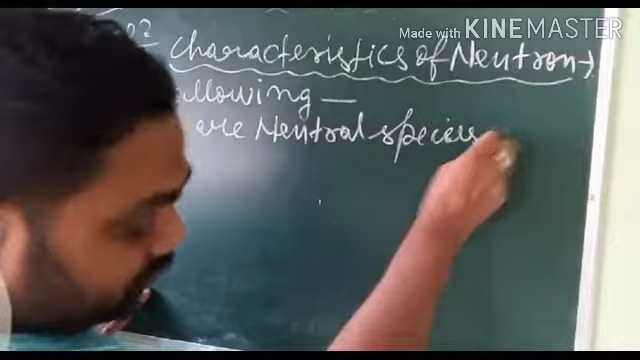 Made with KINEMASTER
characteristics of Neutron →
llowing —
are Neutral species